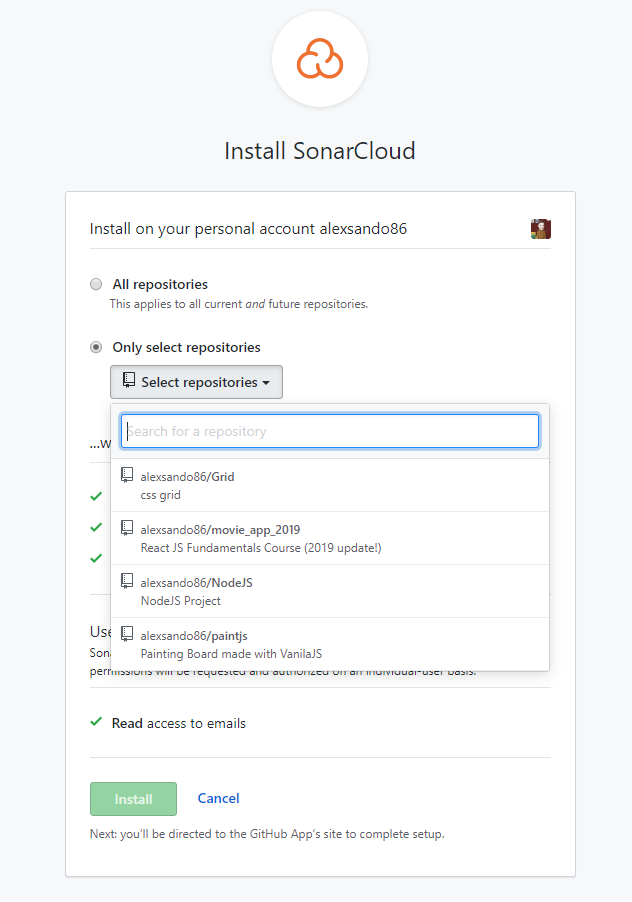 Install SonarCloud
Install on your personal account alexsando86
All repositories
This applies to all current and future repositories.
Only select repositories
Select repositories
Search for a repository
...w
alexsando86/Grid
css grid
alexsando86/movie_app_2019
React JS Fundamentals Course (2019 update!)
alexsando86/NodeJS
NodeJS Project
alexsando86/paintjs
Painting Board made with VanilaJS
Use
Sona
permissions will be requested and authorized on an individual-user basis.
Read access to emails
Install Cancel
Next: you'll be directed to the GitHub App's site to complete setup.